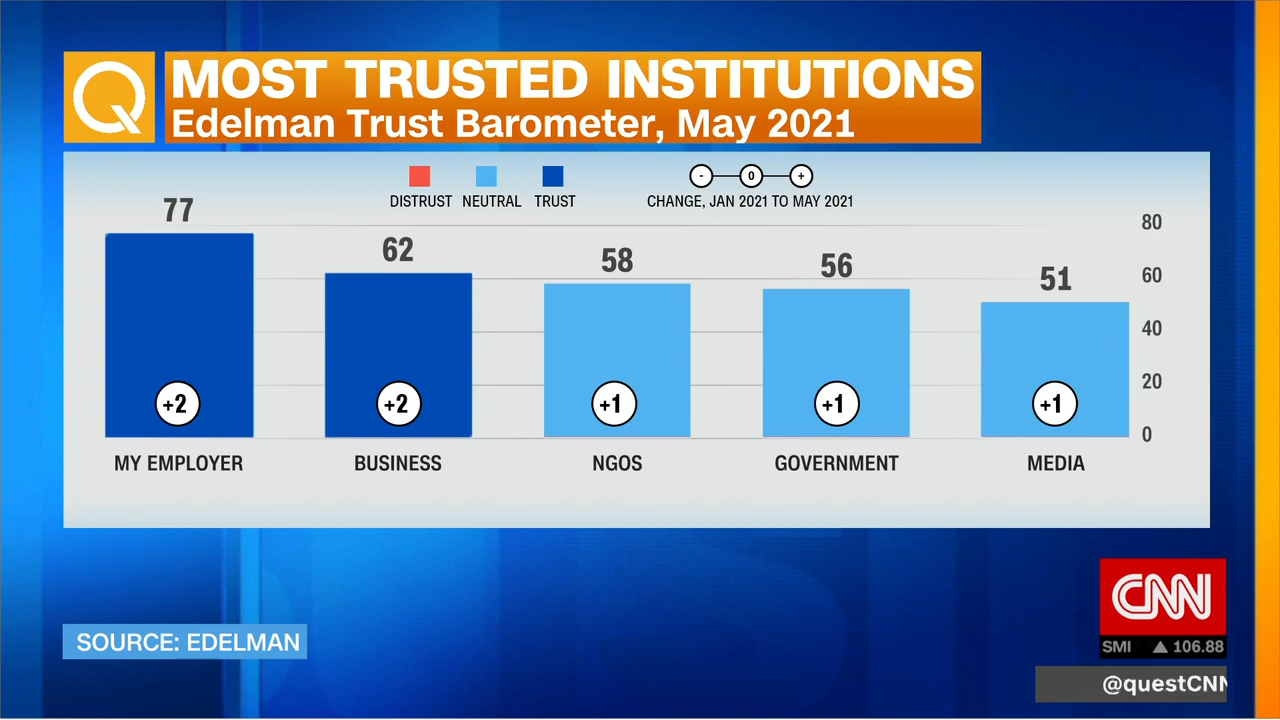 Q MOST TRUSTED INSTITUTIONS
Edelman Trust Barometer, May 2021
DISTRUST NEUTRAL TRUST
- 0 +
CHANGE, JAN 2021 TO MAY 2021
77 62 58 56 51
80
60
40
20
0
+2 +2 +1 +1 +1
MY EMPLOYER BUSINESS NGOS GOVERNMENT MEDIA
CNN
SOURCE: EDELMAN
SMI ▲ 106.88
@questCNN